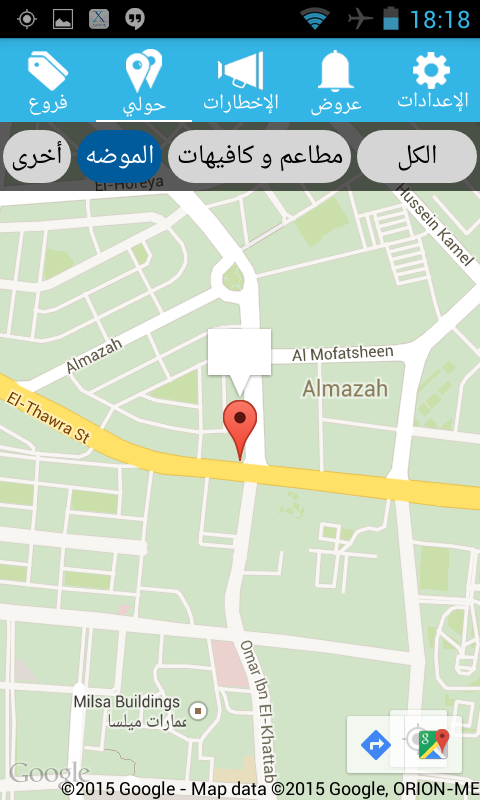 18:18
الإعدادات
عروض
الإخطارات
حولي
فروع
الكل
مطاعم و كافيهات
الموضه
أخرى
El-Horeya
Hussein Kamel
Almazah
Al Mofatsheen
Almazah
El-Thawra St
Omar Ibn El-Khattab
Milsa Buildings
عمارات ميلسا
Google
©2015 Google - Map data ©2015 Google, ORION-ME